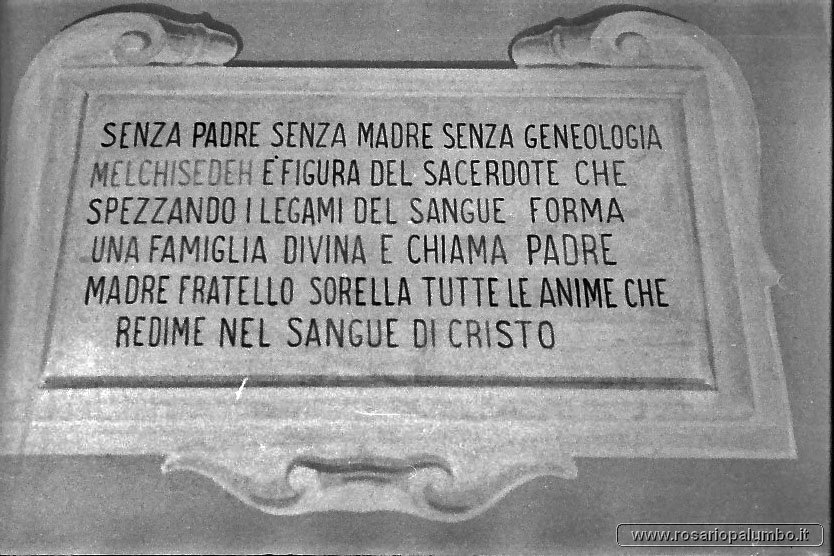 SENZA PADRE SENZA MADRE SENZA GENEOLOGIA
MELCHISEDEH E'FIGURA DEL SACERDOTE CHE
SPEZZANDO I LEGAMI DEL SANGUE FORMA
UNA FAMIGLIA DIVINA E CHIAMA PADRE
MADRE FRATELLO SORELLA TUTTE LE ANIME CHE
REDIME NEL SANGUE DI CRISTO
www.rosariopalumbo.it